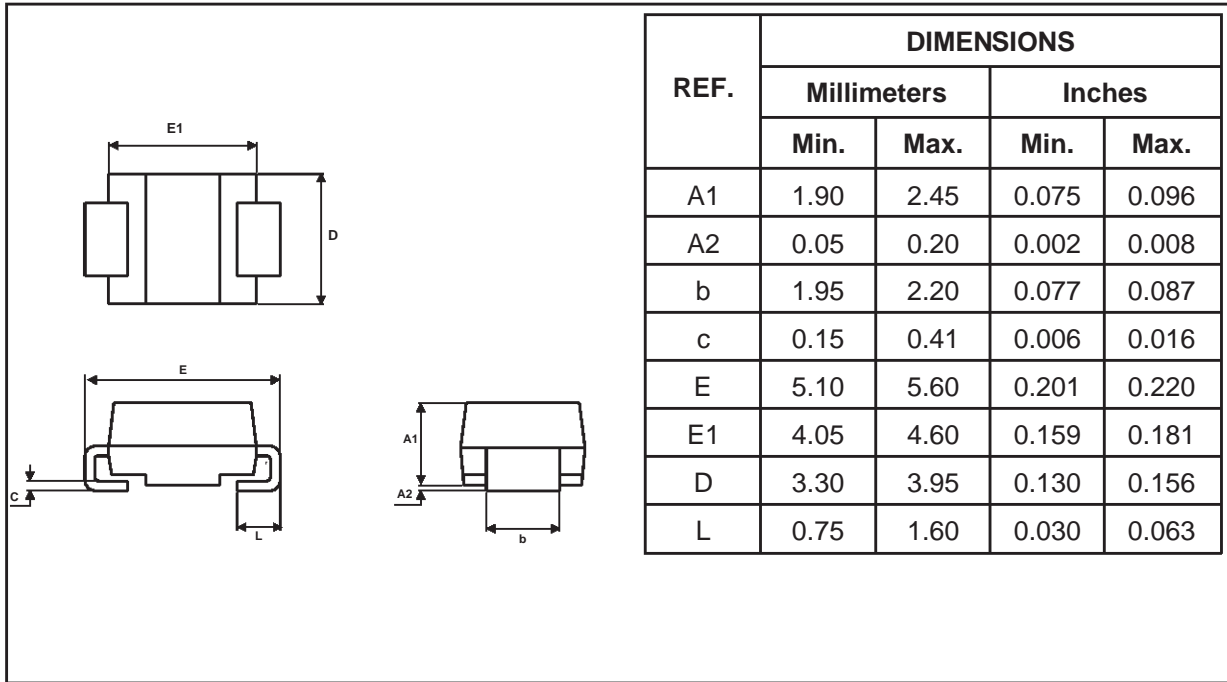 E1
D
E
C
L
A1
A2
b
DIMENSIONS
REF. Millimeters Inches
Min. Max. Min. Max.
A1 1.90 2.45 0.075 0.096
A2 0.05 0.20 0.002 0.008
b 1.95 2.20 0.077 0.087
c 0.15 0.41 0.006 0.016
E 5.10 5.60 0.201 0.220
E1 4.05 4.60 0.159 0.181
D 3.30 3.95 0.130 0.156
L 0.75 1.60 0.030 0.063